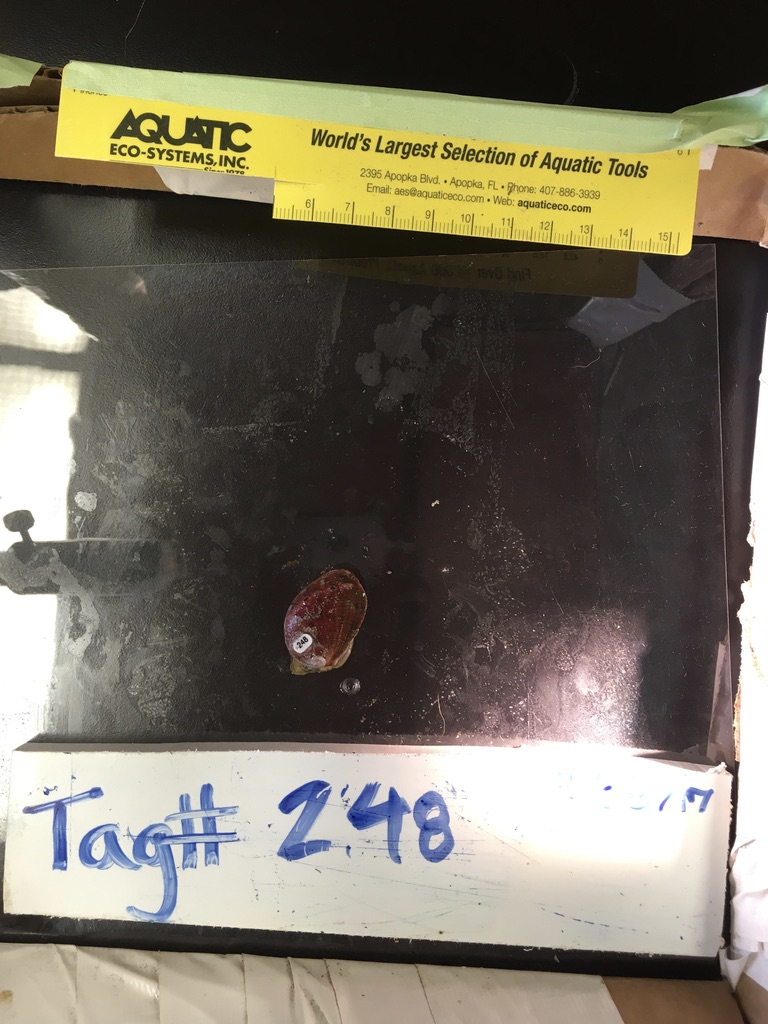 AQUATIC
ECO-SYSTEMS, INC.
Since 1978
World's Largest Selection of Aquatic Tools
2395 Apopka Blvd. • Apopka, FL • Phone: 407-886-3939
Email: aes@aquaticeco.com • Web: aquaticeco.com
6 7 8 9 10 11 12 13 14 15
248
Tag# 248